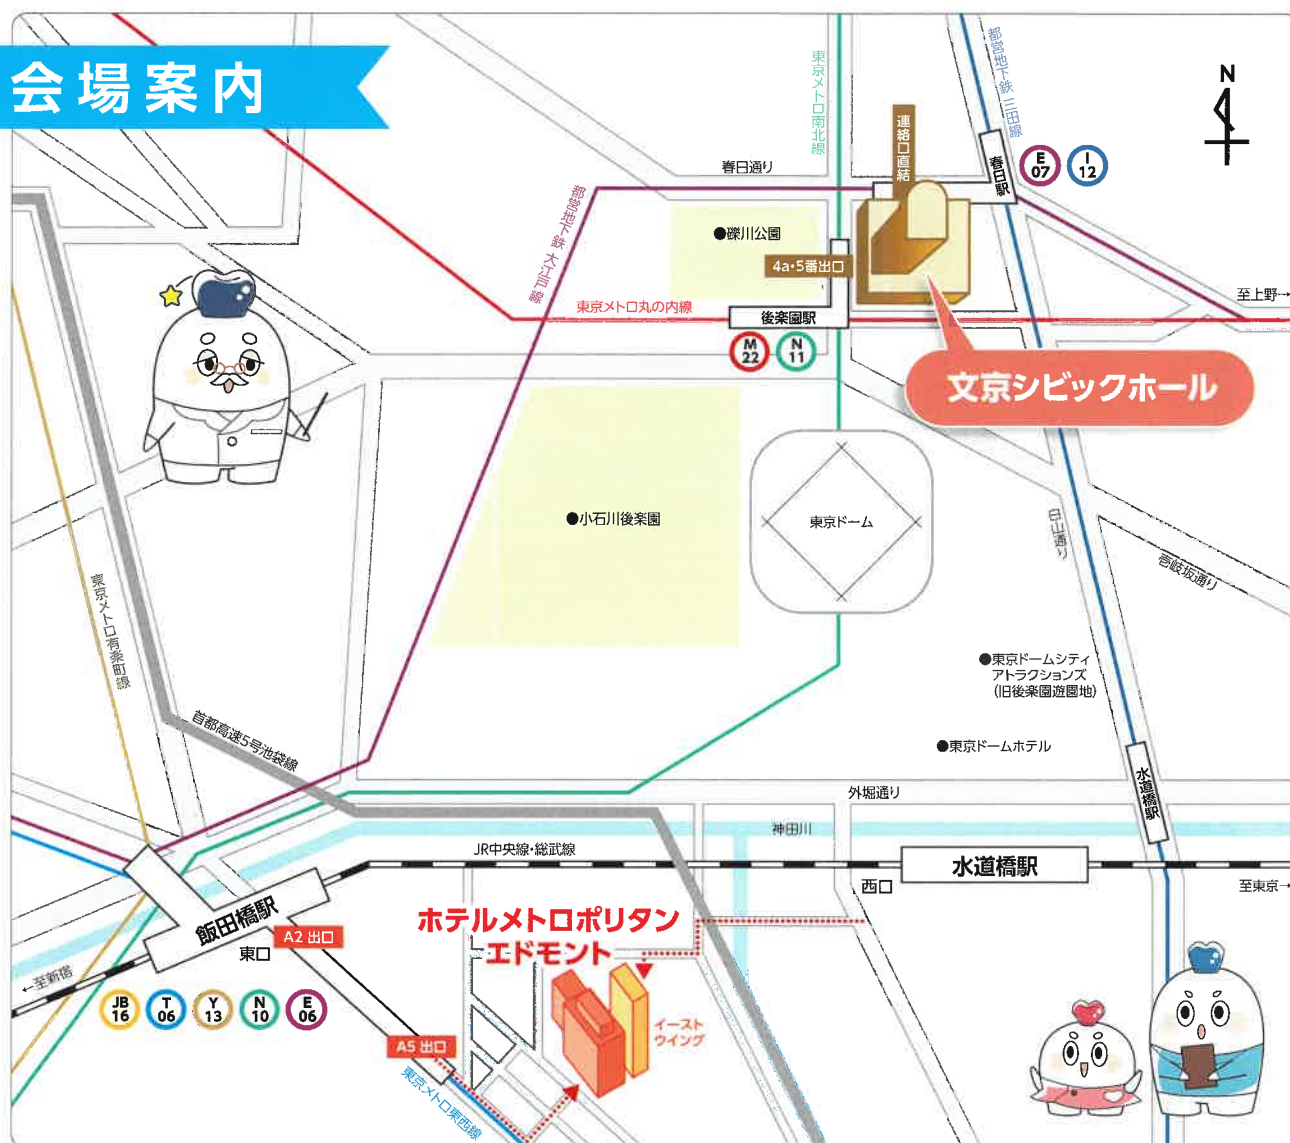 会場案内
東京メトロ南北線
都営地下鉄 三田線
N
連絡口直結
春日通り
春日駅
E
07
I
12
都営地下鉄 大江戸線
●礫川公園
4a・5番出口
至上野→
東京メトロ丸の内線
後楽園駅
M
22
N
11
文京シビックホール
●小石川後楽園
東京ドーム
白山通り
壱岐坂通り
東京メトロ有楽町線
●東京ドームシティ
アトラクションズ
(旧後楽園遊園地)
首都高速5号池袋線
●東京ドームホテル
水道橋駅
外堀通り
神田川
JR中央線・総武線
水道橋駅
西口
至東京→
飯田橋駅
ホテルメトロポリタン
エドモント
A2 出口
東口
←至新宿
JB
16
T
06
Y
13
N
10
E
06
イースト
ウイング
A5 出口
東京メトロ東西線